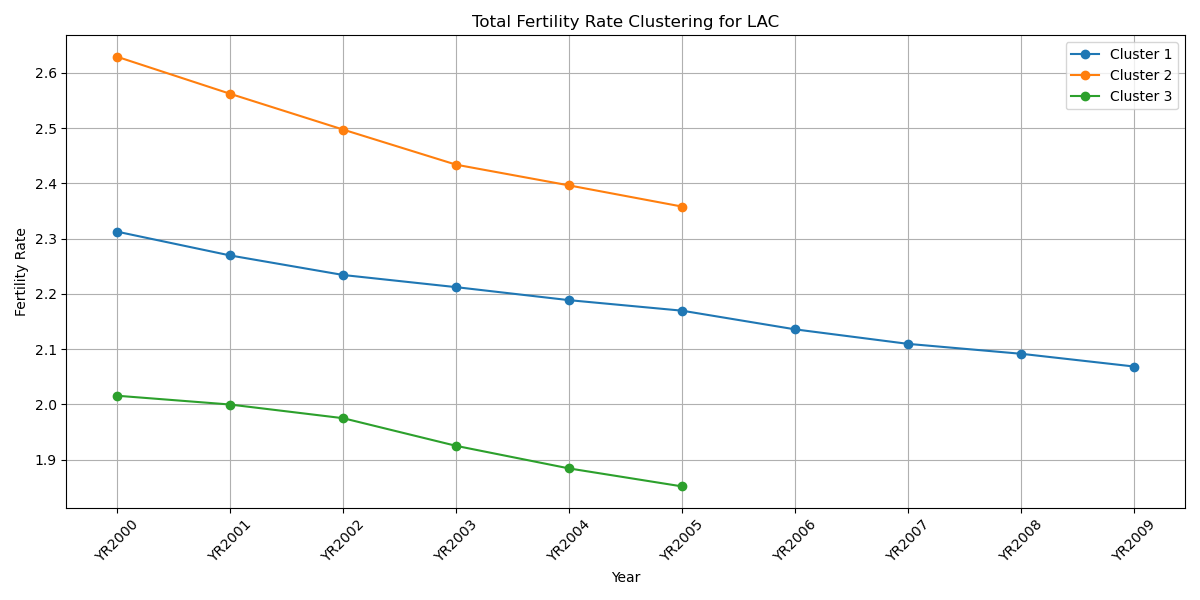 Total Fertility Rate Clustering for LAC
Cluster 1
Cluster 2
Cluster 3
Fertility Rate
2.6
2.5
2.4
2.3
2.2
2.1
2.0
1.9
YR2000
YR2001
YR2002
YR2003
YR2004
YR2005
YR2006
YR2007
YR2008
YR2009
Year